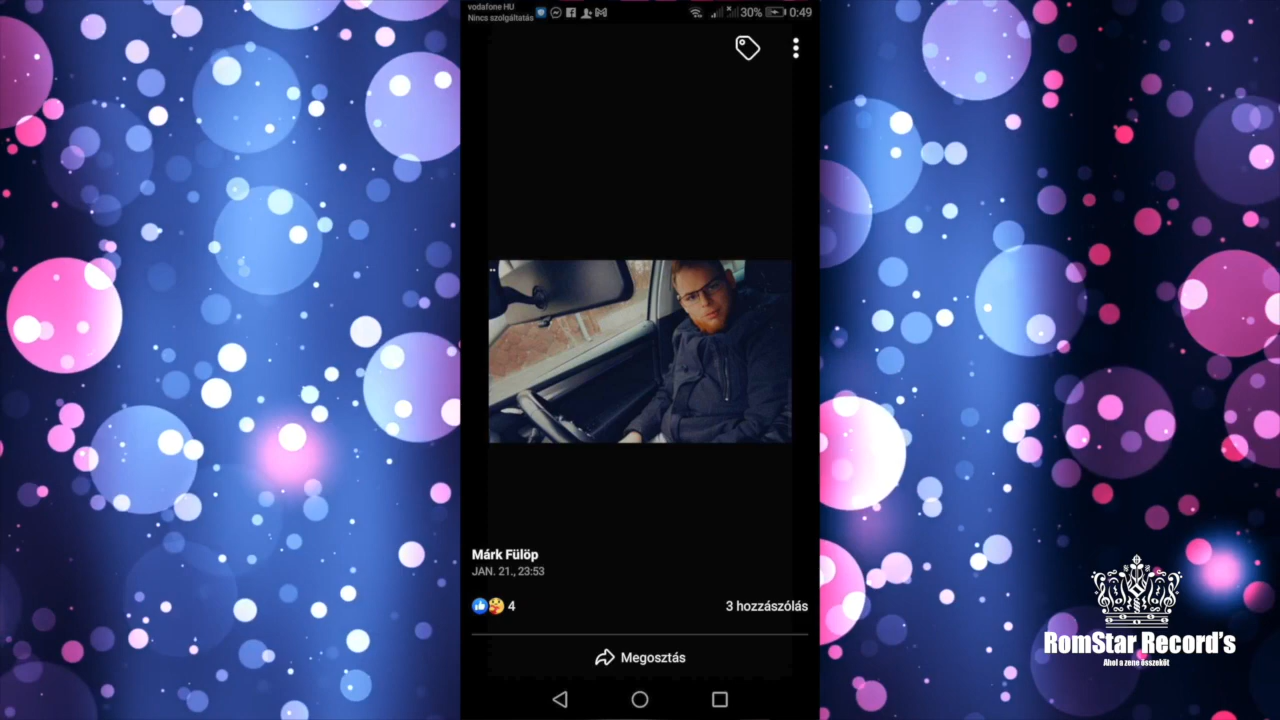 vodafone HU
Nincs szolgáltatás
30% 0:49
Márk Fülöp
JAN. 21., 23:53
4
3 hozzászólás
Megosztás
RomStar Record's
Ahol a zene összeköt